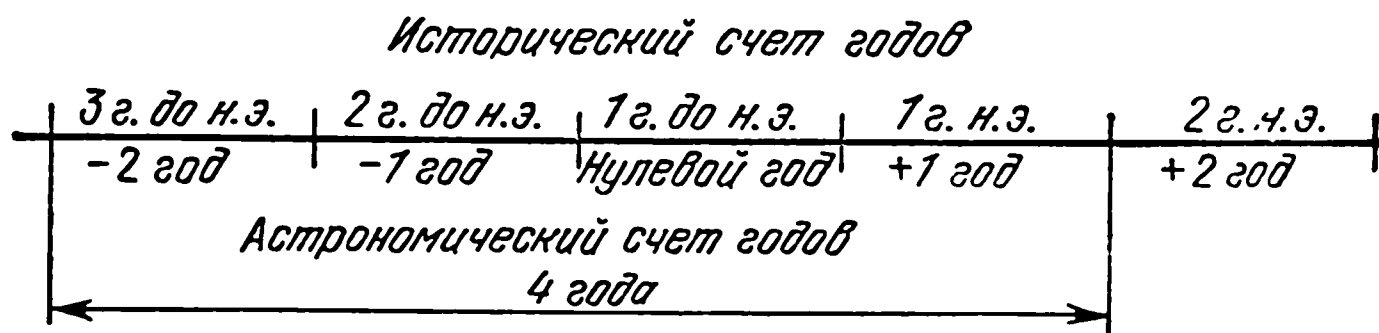 Исторический счет годов
3 г. до н.э. 2 г. до н.э. 1 г. до н.э. 1 г. н.э. 2 г. н.э.
-2 год -1 год Нулевой год +1 год +2 год
Астрономический счет годов
4 года